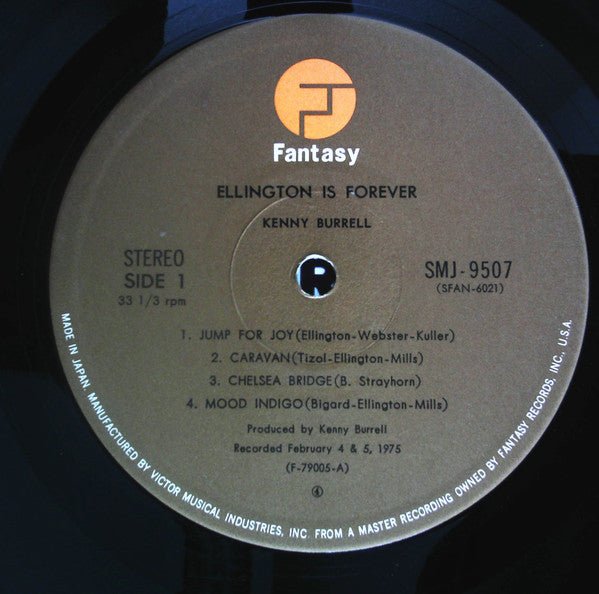 Fantasy
ELLINGTON IS FOREVER
KENNY BURRELL
STEREO
SIDE 1
33 1/3 rpm
R
SMJ-9507
(SFAN-6021)
1. JUMP FOR JOY(Ellington-Webster-Kuller)
2. CARAVAN(Tizol-Ellington-Mills)
3. CHELSEA BRIDGE(B. Strayhorn)
4. MOOD INDIGO(Bigard-Ellington-Mills)
Produced by Kenny Burrell
Recorded February 4 & 5, 1975
(F-79005-A)
MADE IN JAPAN. MANUFACTURED BY VICTOR MUSICAL INDUSTRIES, INC. FROM A MASTER RECORDING OWNED BY FANTASY RECORDS, INC., U.S.A.